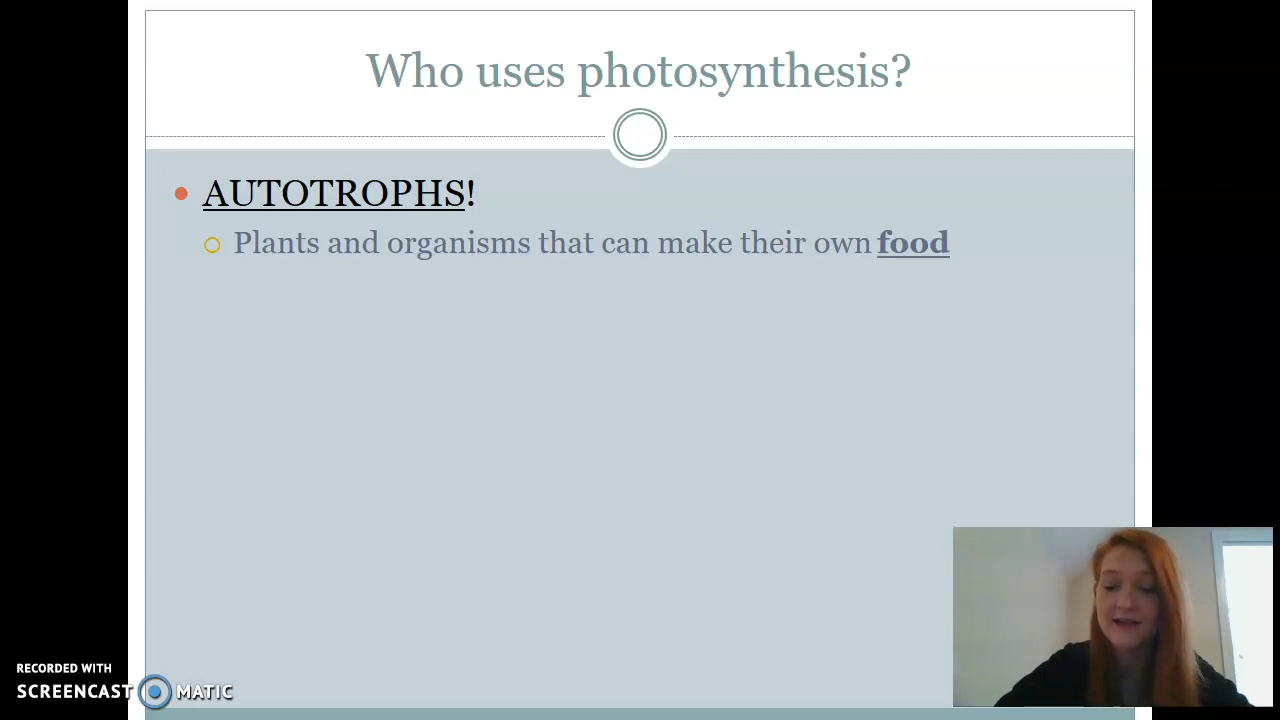 Who uses photosynthesis?
AUTOTROPHS!
Plants and organisms that can make their own food
RECORDED WITH
SCREENCAST MATIC